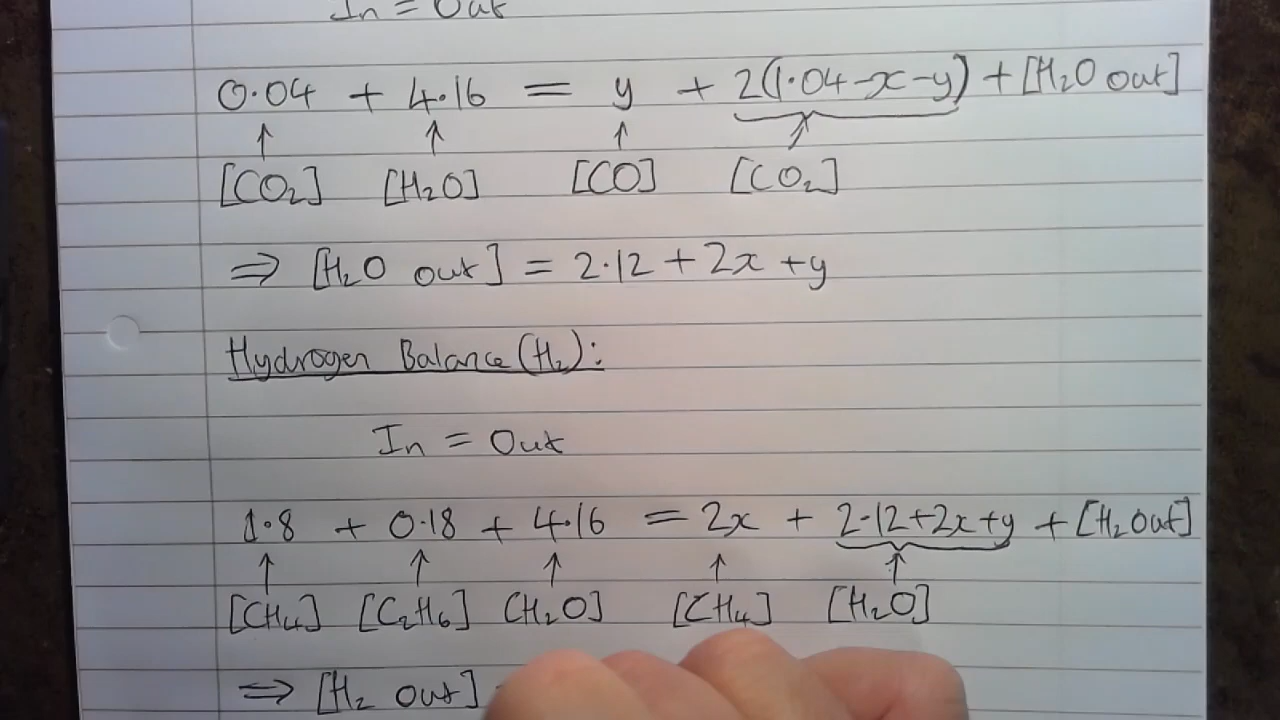 In = Out
0.04 + 4.16 = y + 2(1.04-x-y) + [H₂O out]
↑ ↑ ↑ ↑
[CO₂] [H₂O] [CO] [CO₂]
⇒ [H₂O out] = 2.12 + 2x + y
Hydrogen Balance (H₂):
In = Out
1.8 + 0.18 + 4.16 = 2x + 2.12+2x+y + [H₂ out]
↑ ↑ ↑ ↑ ↑
[CH₄] [C₂H₆] [H₂O] [CH₄] [H₂O]
⇒ [H₂ out]